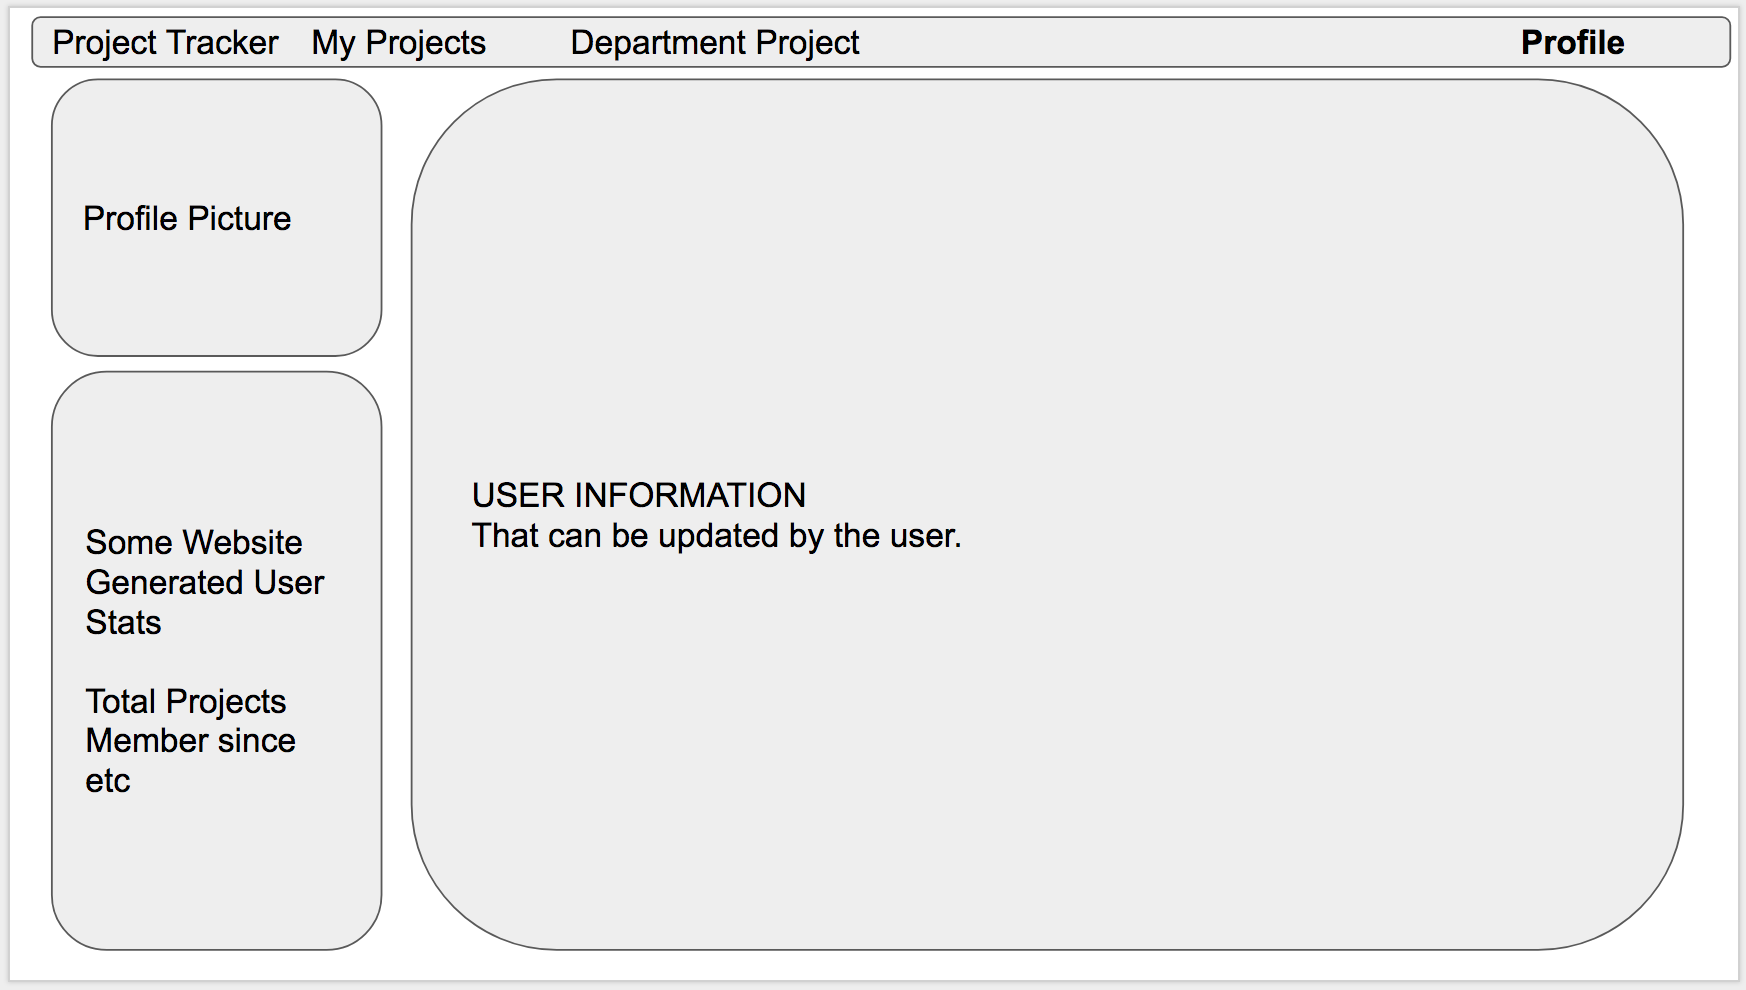 Project Tracker My Projects Department Project Profile
Profile Picture
Some Website
Generated User
Stats
Total Projects
Member since
etc
USER INFORMATION
That can be updated by the user.